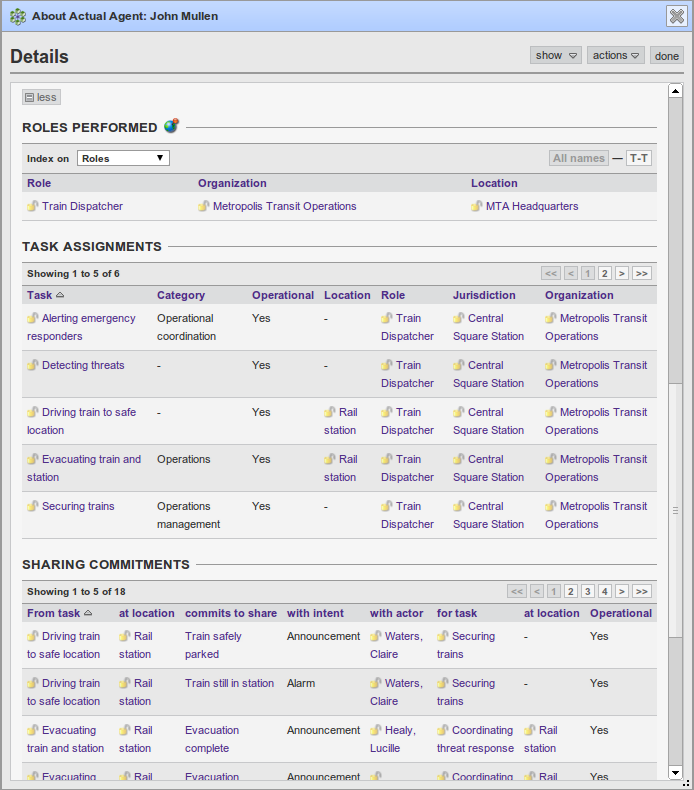 About Actual Agent: John Mullen
Details
show actions done
less
ROLES PERFORMED
Index on Roles All names — T-T
Role Organization Location
Train Dispatcher Metropolis Transit Operations MTA Headquarters
TASK ASSIGNMENTS
Showing 1 to 5 of 6 << < 1 2 > >>
Task Category Operational Location Role Jurisdiction Organization
Alerting emergency Operational Yes - Train Central Metropolis Transit
responders coordination Dispatcher Square Station Operations
Detecting threats - Yes - Train Central Metropolis Transit
Dispatcher Square Station Operations
Driving train to safe - Yes Rail Train Central Metropolis Transit
location station Dispatcher Square Station Operations
Evacuating train and Operations Yes Rail Train Central Metropolis Transit
station station Dispatcher Square Station Operations
Securing trains Operations Yes - Train Central Metropolis Transit
management Dispatcher Square Station Operations
SHARING COMMITMENTS
Showing 1 to 5 of 18 << < 1 2 3 4 > >>
From task at location commits to share with intent with actor for task at location Operational
Driving train Rail Train safely Announcement Waters, Securing - Yes
to safe location station parked Claire trains
Driving train Rail Train still in station Alarm Waters, Securing - Yes
to safe location station Claire trains
Evacuating Rail Evacuation Announcement Healy, Coordinating Rail Yes
train and station station complete Lucille threat response station
Evacuating Rail Evacuation Announcement Coordinating Rail Yes